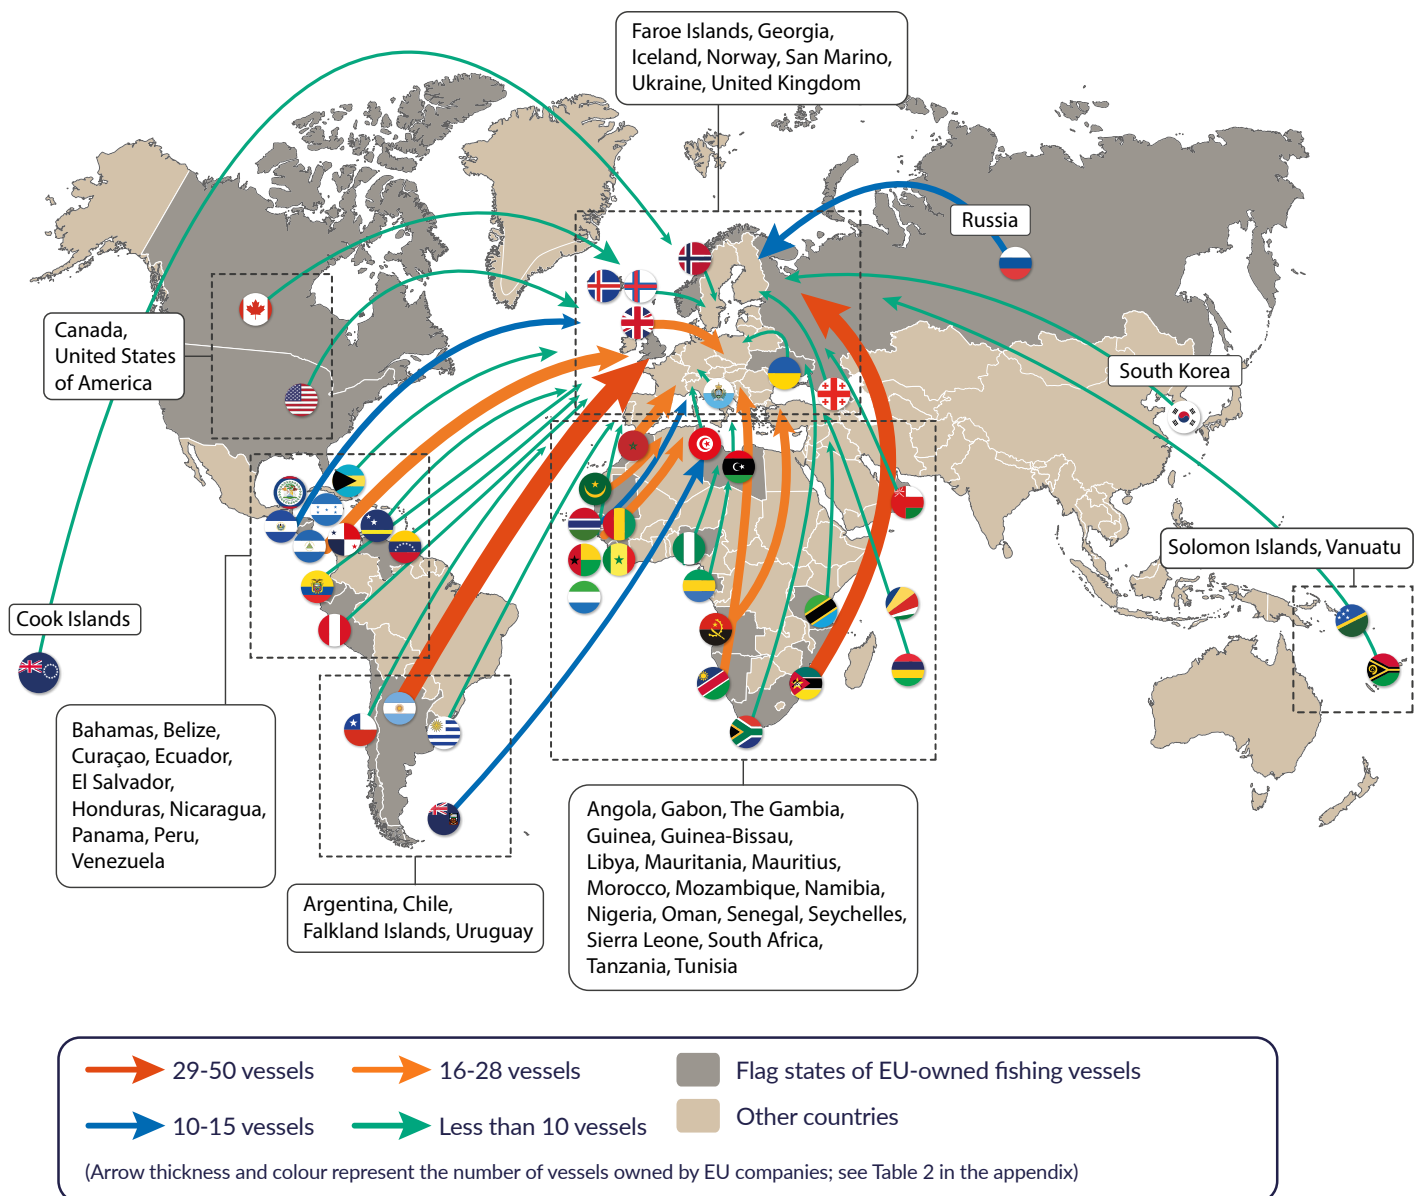 Faroe Islands, Georgia,
Iceland, Norway, San Marino,
Ukraine, United Kingdom
Russia
Canada,
United States
of America
South Korea
Solomon Islands, Vanuatu
Cook Islands
Bahamas, Belize,
Curaçao, Ecuador,
El Salvador,
Honduras, Nicaragua,
Panama, Peru,
Venezuela
Argentina, Chile,
Falkland Islands, Uruguay
Angola, Gabon, The Gambia,
Guinea, Guinea-Bissau,
Libya, Mauritania, Mauritius,
Morocco, Mozambique, Namibia,
Nigeria, Oman, Senegal, Seychelles,
Sierra Leone, South Africa,
Tanzania, Tunisia
29-50 vessels
16-28 vessels
Flag states of EU-owned fishing vessels
10-15 vessels
Less than 10 vessels
Other countries
(Arrow thickness and colour represent the number of vessels owned by EU companies; see Table 2 in the appendix)